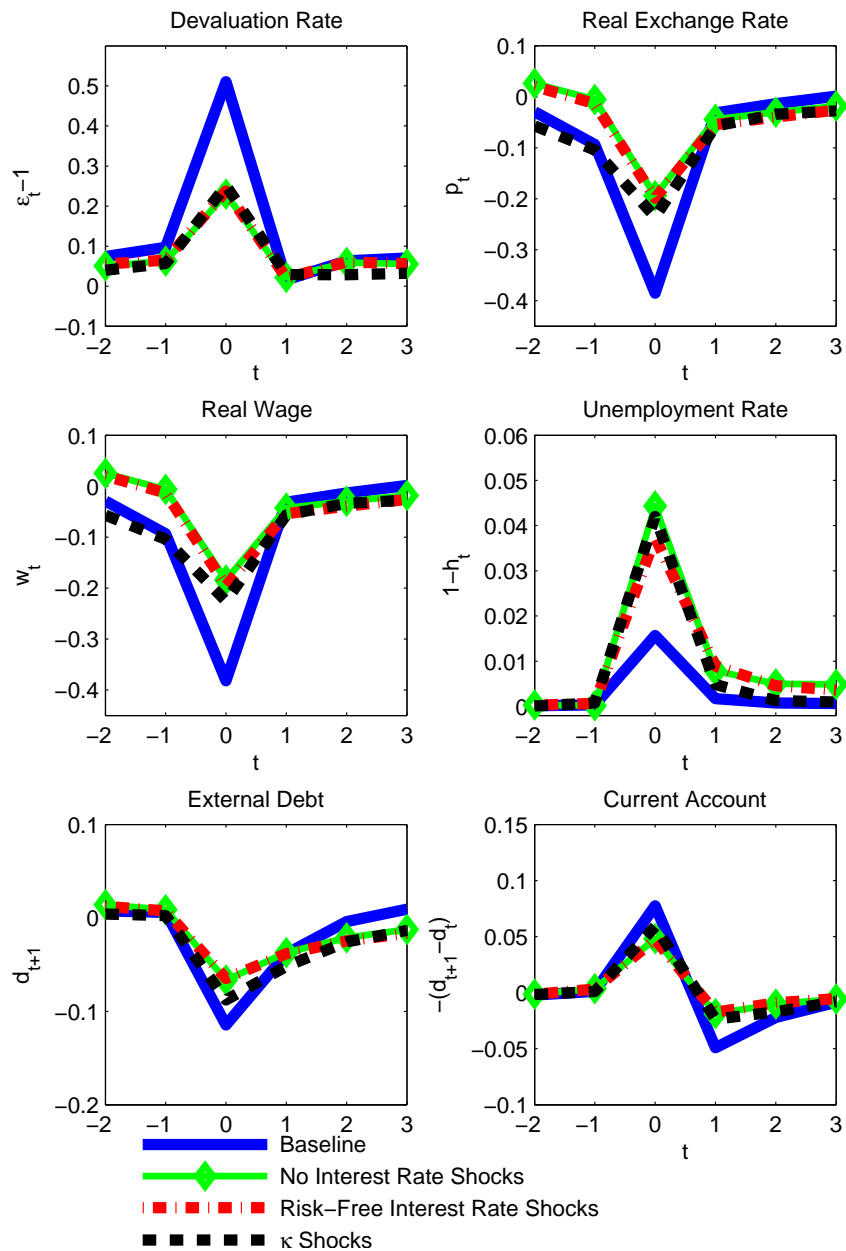 Devaluation Rate
0.5
0.4
0.3
0.2
0.1
0
−0.1
ε_t−1
−2 −1 0 1 2 3
t
Real Exchange Rate
0.1
0
−0.1
−0.2
−0.3
−0.4
p_t
−2 −1 0 1 2 3
t
Real Wage
0.1
0
−0.1
−0.2
−0.3
−0.4
w_t
−2 −1 0 1 2 3
t
Unemployment Rate
0.06
0.05
0.04
0.03
0.02
0.01
0
1−h_t
−2 −1 0 1 2 3
t
External Debt
0.1
0
−0.1
−0.2
d_{t+1}
−2 −1 0 1 2 3
t
Current Account
0.15
0.1
0.05
0
−0.05
−0.1
−(d_{t+1}−d_t)
−2 −1 0 1 2 3
t
Baseline
No Interest Rate Shocks
Risk−Free Interest Rate Shocks
κ Shocks